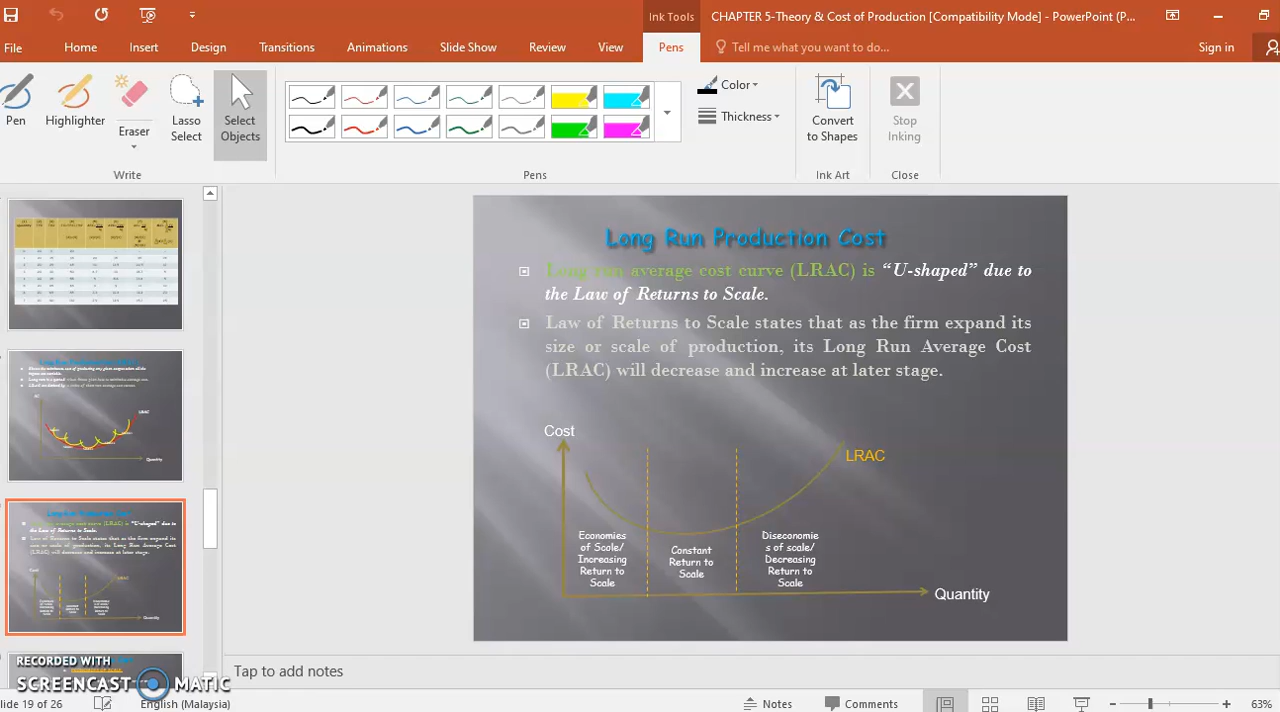 Ink Tools
CHAPTER 5-Theory & Cost of Production [Compatibility Mode] - PowerPoint (P...
File Home Insert Design Transitions Animations Slide Show Review View Pens Tell me what you want to do... Sign in
Pen
Highlighter
Eraser
Lasso
Select
Select
Objects
Color
Thickness
Convert
to Shapes
Stop
Inking
Write
Pens
Ink Art
Close
Long Run Production Cost
Long run average cost curve (LRAC) is “U-shaped” due to
the Law of Returns to Scale.
Law of Returns to Scale states that as the firm expand its
size or scale of production, its Long Run Average Cost
(LRAC) will decrease and increase at later stage.
Cost
LRAC
Economies
of Scale/
Increasing
Return to
Scale
Constant
Return to
Scale
Diseconomie
s of scale/
Decreasing
Return to
Scale
Quantity
Tap to add notes
RECORDED WITH
SCREENCAST MATIC
lide 19 of 26 English (Malaysia) Notes Comments 63%